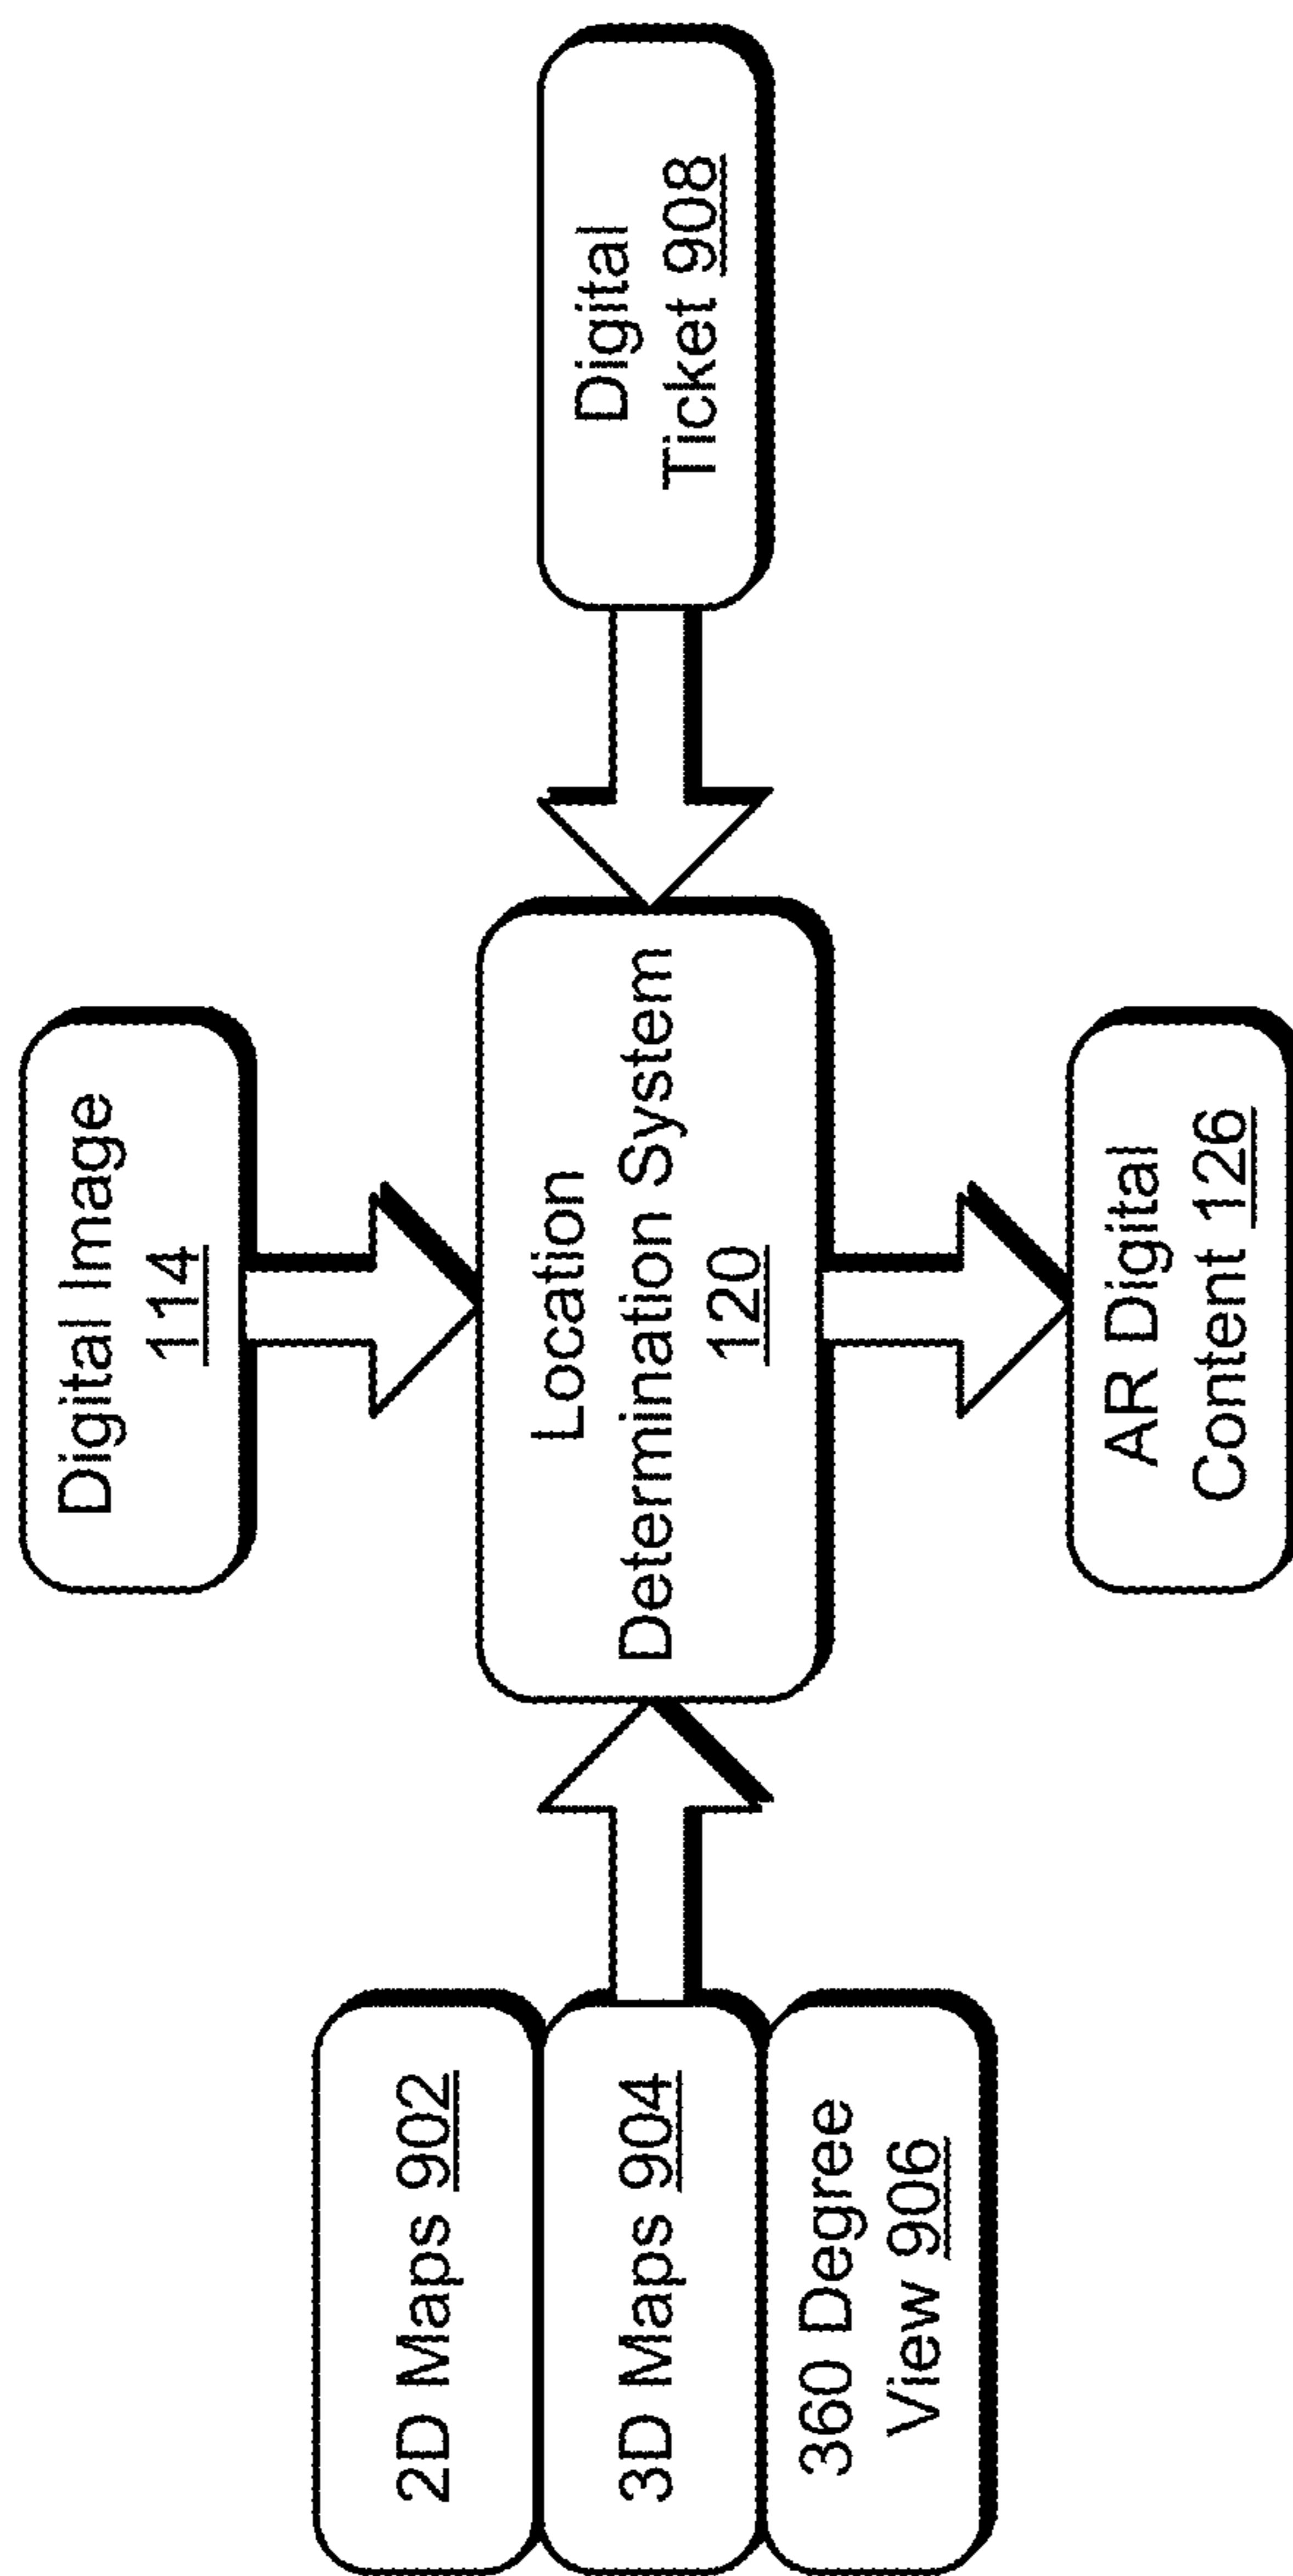 Digital Image
114
2D Maps 902
3D Maps 904
360 Degree
View 906
Location
Determination System
120
Digital
Ticket 908
AR Digital
Content 126